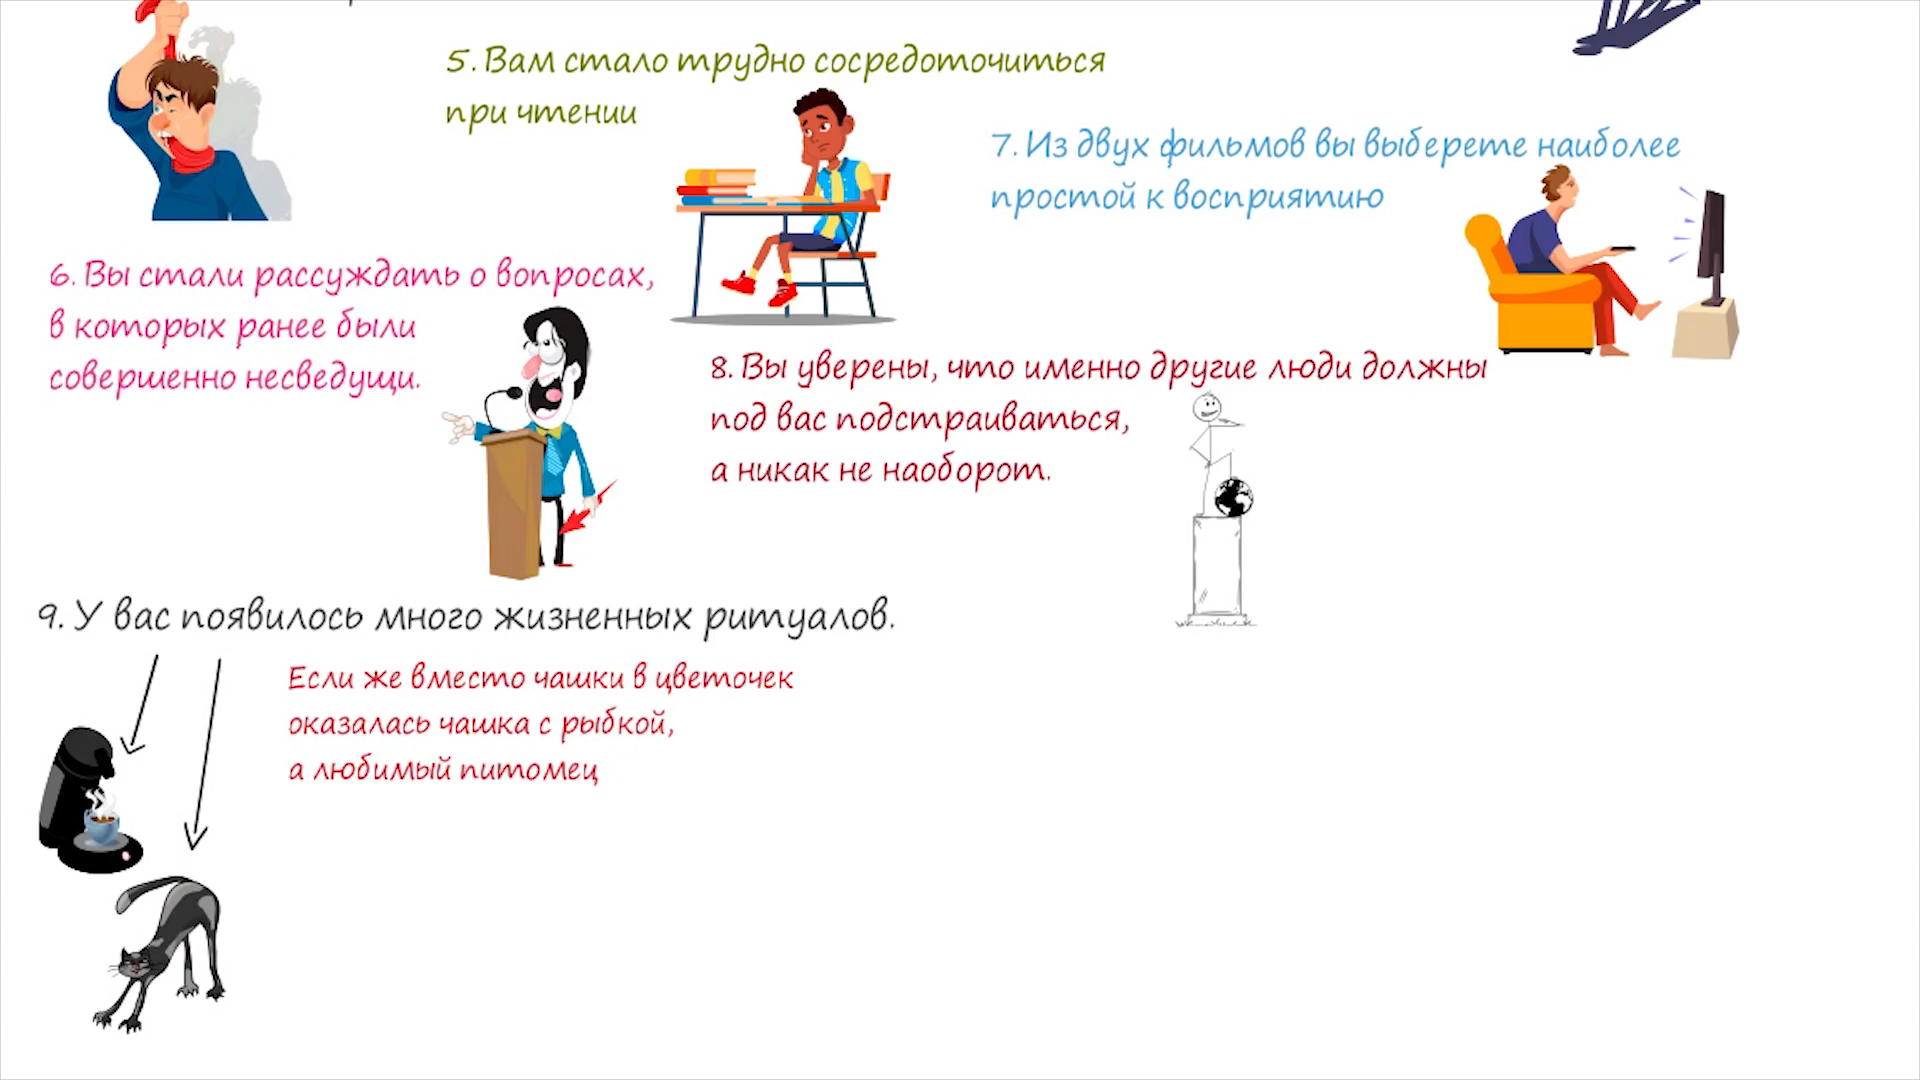 5. Вам стало трудно сосредоточиться
при чтении
6. Вы стали рассуждать о вопросах,
в которых ранее были
совершенно несведущи.
7. Из двух фильмов вы выберете наиболее
простой к восприятию
8. Вы уверены, что именно другие люди должны
под вас подстраиваться,
а никак не наоборот.
9. У вас появилось много жизненных ритуалов.
Если же вместо чашки в цветочек
оказалась чашка с рыбкой,
а любимый питомец